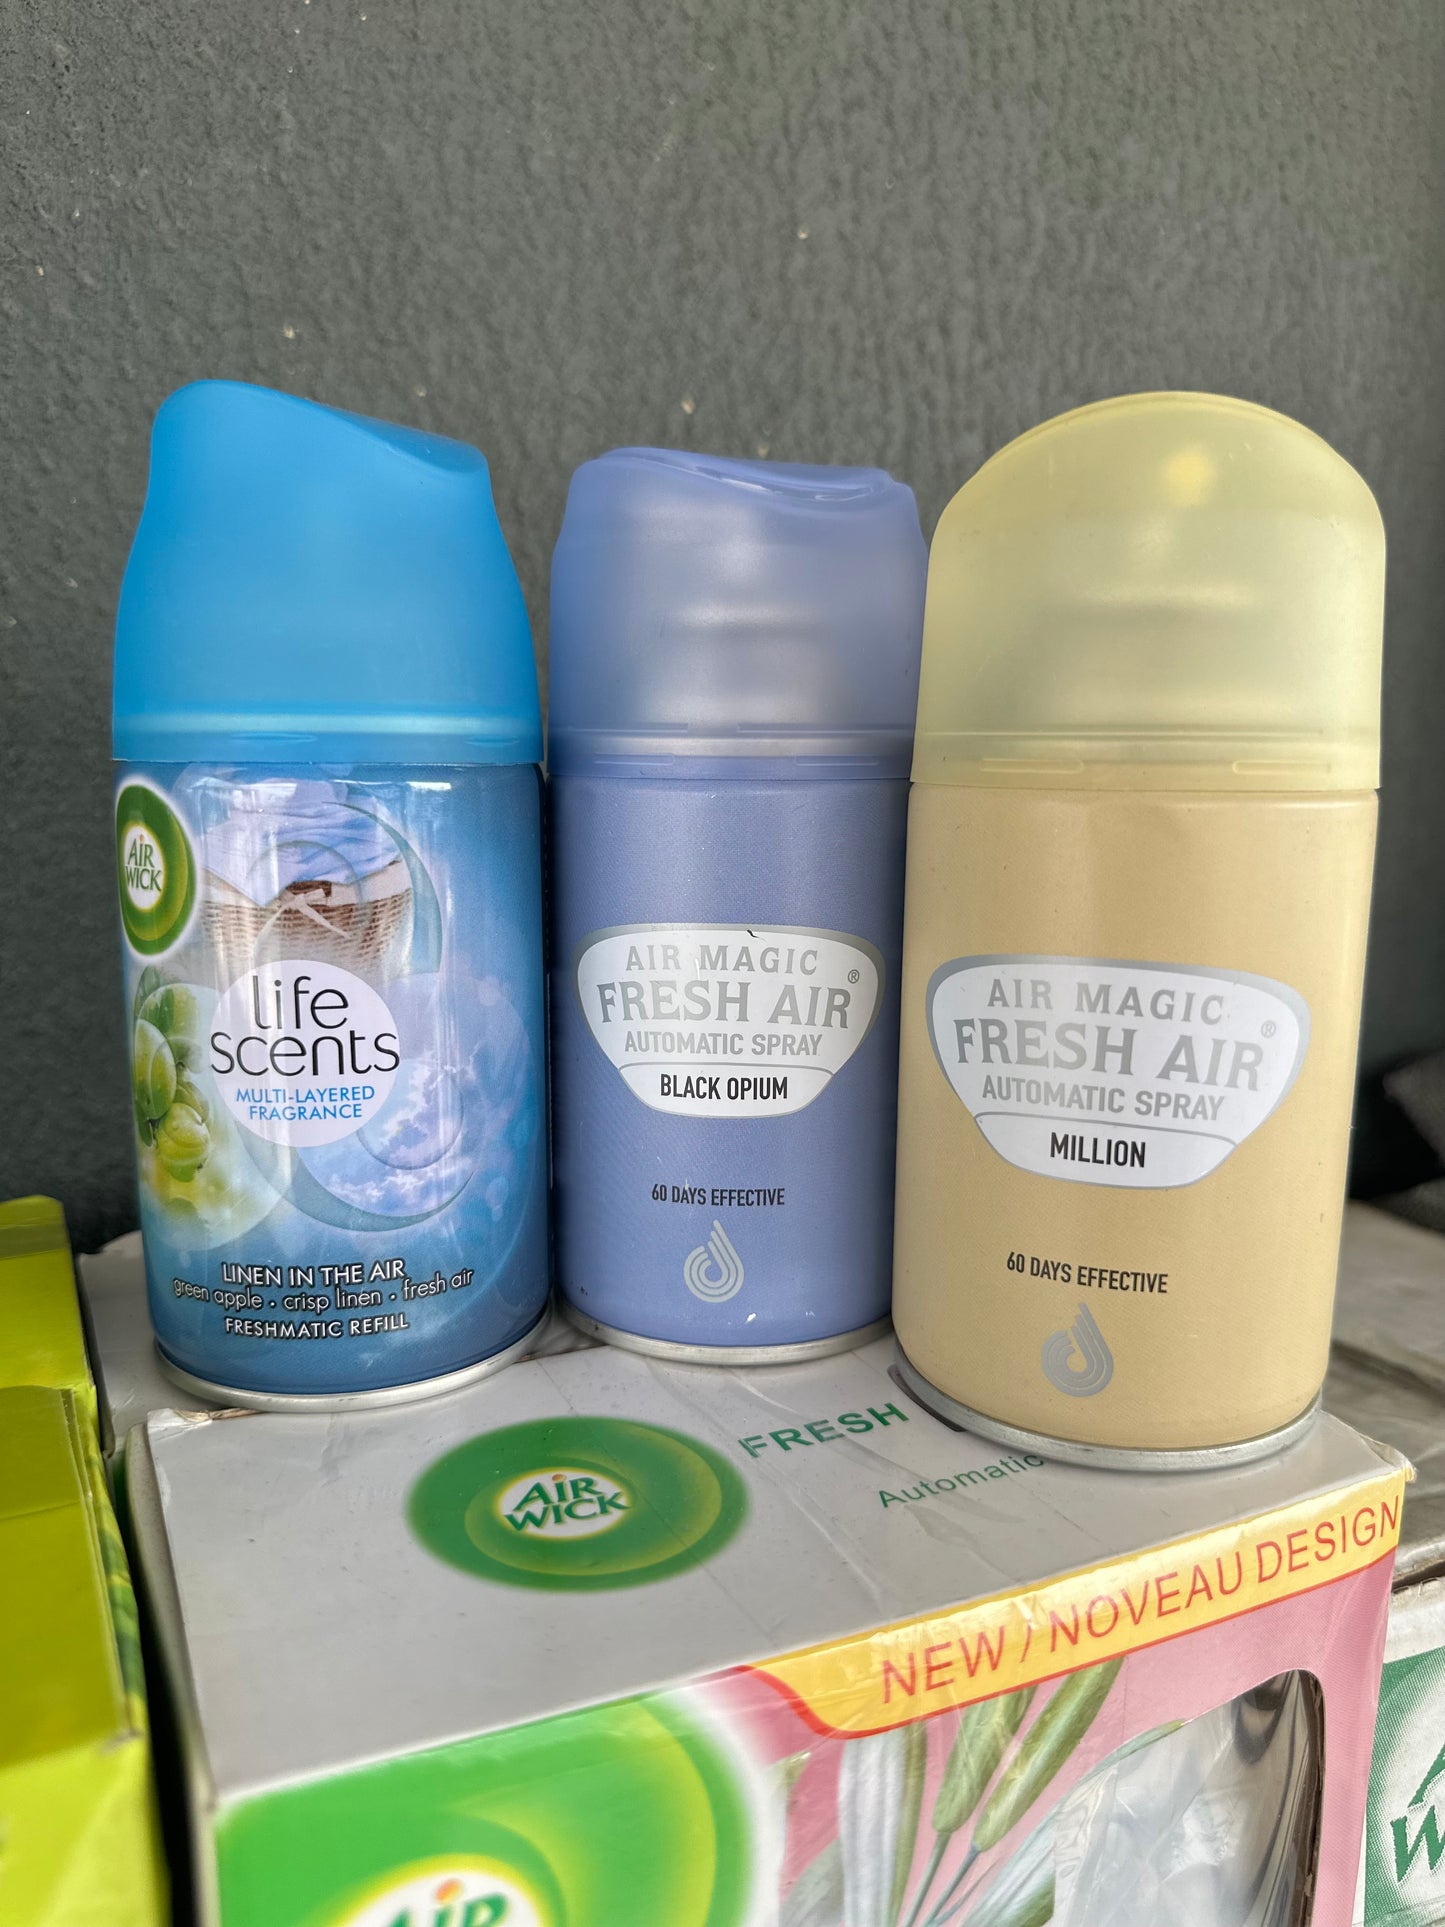 AIR
WICK
life
scents
MULTI-LAYERED
FRAGRANCE
LINEN IN THE AIR
green apple • crisp linen • fresh air
FRESHMATIC REFILL
AIR MAGIC
FRESH AIR®
AUTOMATIC SPRAY
BLACK OPIUM
60 DAYS EFFECTIVE
AIR MAGIC
FRESH AIR®
AUTOMATIC SPRAY
MILLION
60 DAYS EFFECTIVE
AIR
WICK
FRESH
Automatic
NEW / NOVEAU DESIGN
AIR